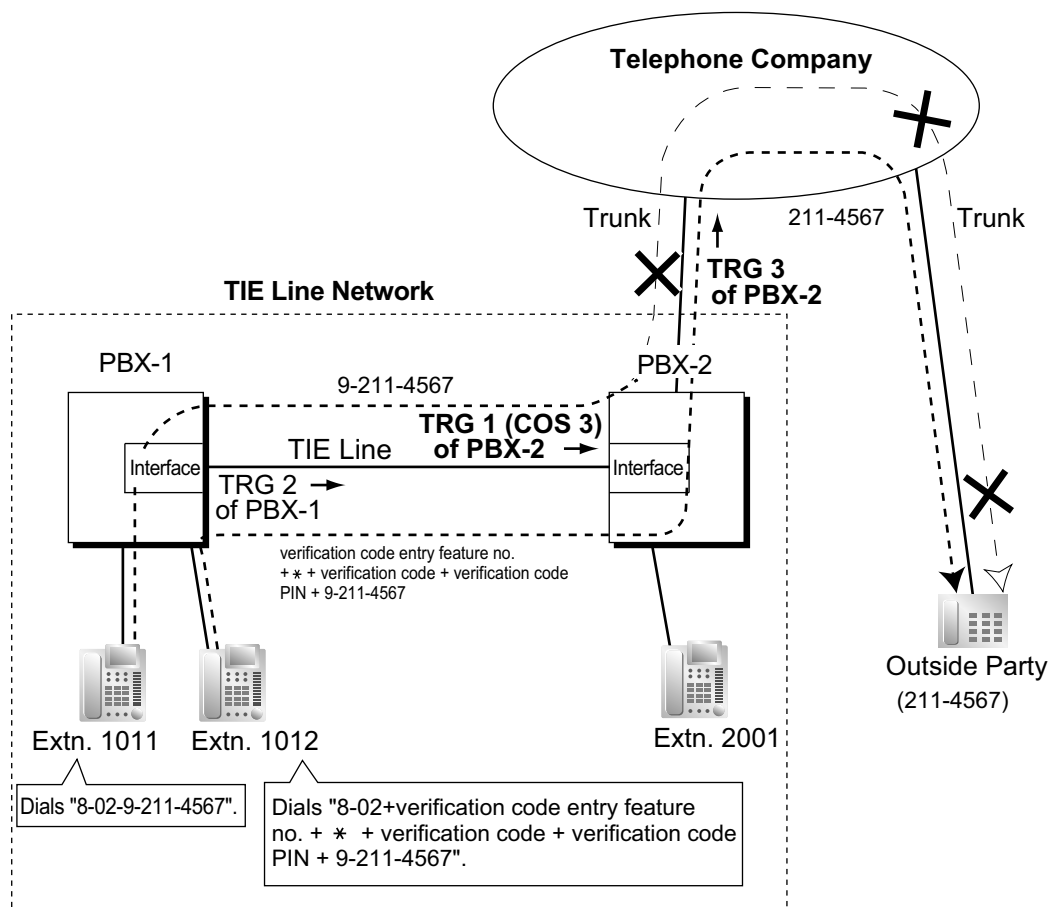 Telephone Company
Trunk
211-4567
Trunk
TRG 3
of PBX-2
TIE Line Network
PBX-1
PBX-2
9-211-4567
TRG 1 (COS 3)
of PBX-2
TIE Line
Interface
Interface
TRG 2
of PBX-1
verification code entry feature no.
+ * + verification code + verification code
PIN + 9-211-4567
Outside Party
(211-4567)
Extn. 1011
Extn. 1012
Extn. 2001
Dials "8-02-9-211-4567".
Dials "8-02+verification code entry feature
no. + * + verification code + verification code
PIN + 9-211-4567".